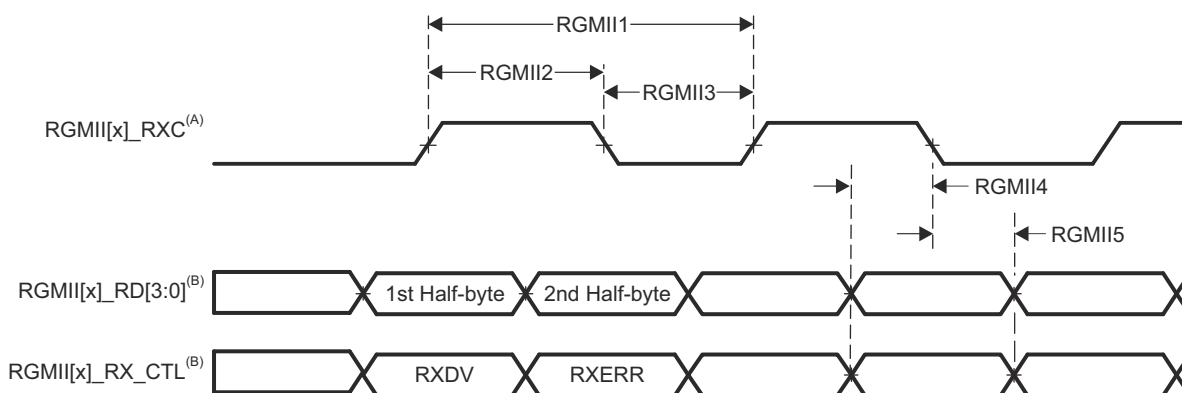 RGMII1
RGMII2
RGMII3
RGMII[x]_RXC(A)
RGMII4
RGMII5
RGMII[x]_RD[3:0](B)
1st Half-byte
2nd Half-byte
RGMII[x]_RX_CTL(B)
RXDV
RXERR